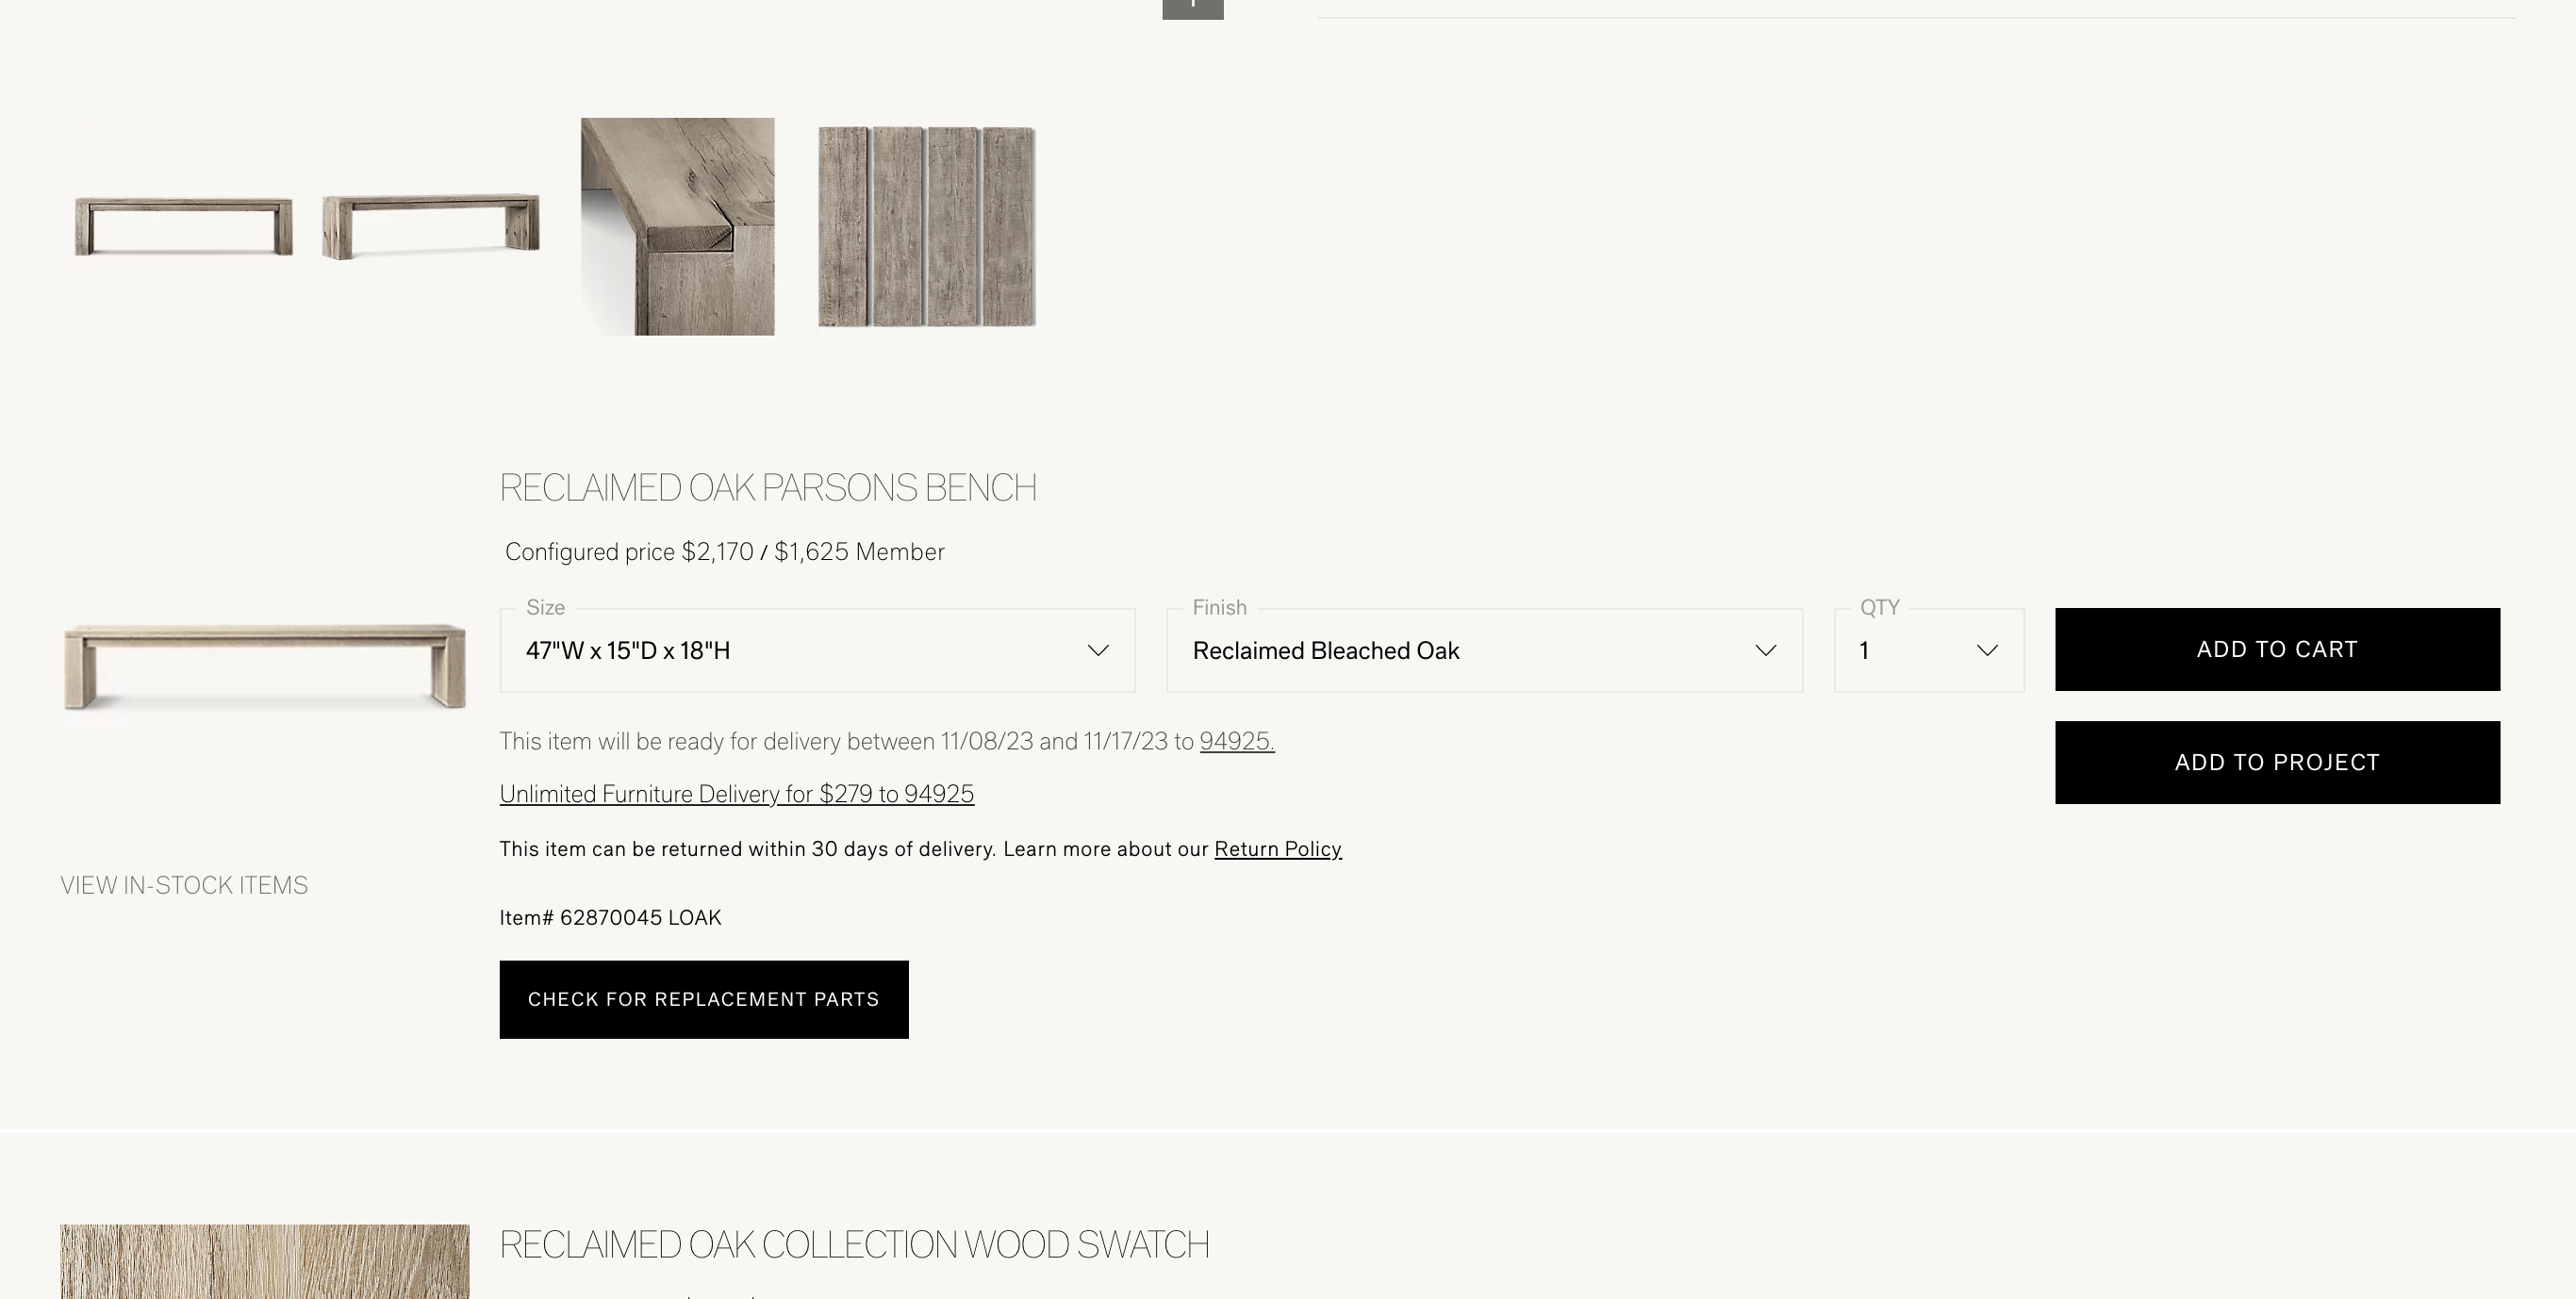 RECLAIMED OAK PARSONS BENCH
Configured price $2,170 / $1,625 Member
Size
47"W x 15"D x 18"H
Finish
Reclaimed Bleached Oak
QTY
1
ADD TO CART
This item will be ready for delivery between 11/08/23 and 11/17/23 to 94925.
ADD TO PROJECT
Unlimited Furniture Delivery for $279 to 94925
This item can be returned within 30 days of delivery. Learn more about our Return Policy
VIEW IN-STOCK ITEMS
Item# 62870045 LOAK
CHECK FOR REPLACEMENT PARTS
RECLAIMED OAK COLLECTION WOOD SWATCH